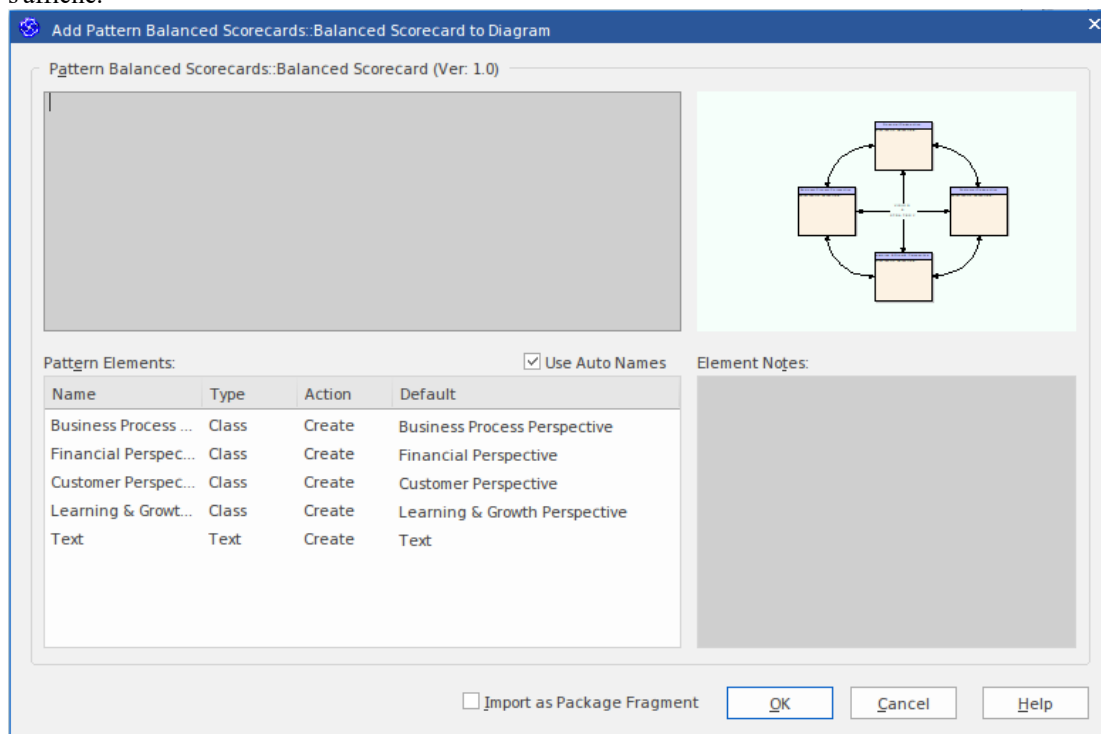 s'affiche.
Add Pattern Balanced Scorecards::Balanced Scorecard to Diagram
Pattern Balanced Scorecards::Balanced Scorecard (Ver: 1.0)
Pattern Elements:
Use Auto Names
Element Notes:
Name Type Action Default
Business Process ... Class Create Business Process Perspective
Financial Perspec... Class Create Financial Perspective
Customer Perspec... Class Create Customer Perspective
Learning & Growt... Class Create Learning & Growth Perspective
Text Text Create Text
Import as Package Fragment
OK
Cancel
Help